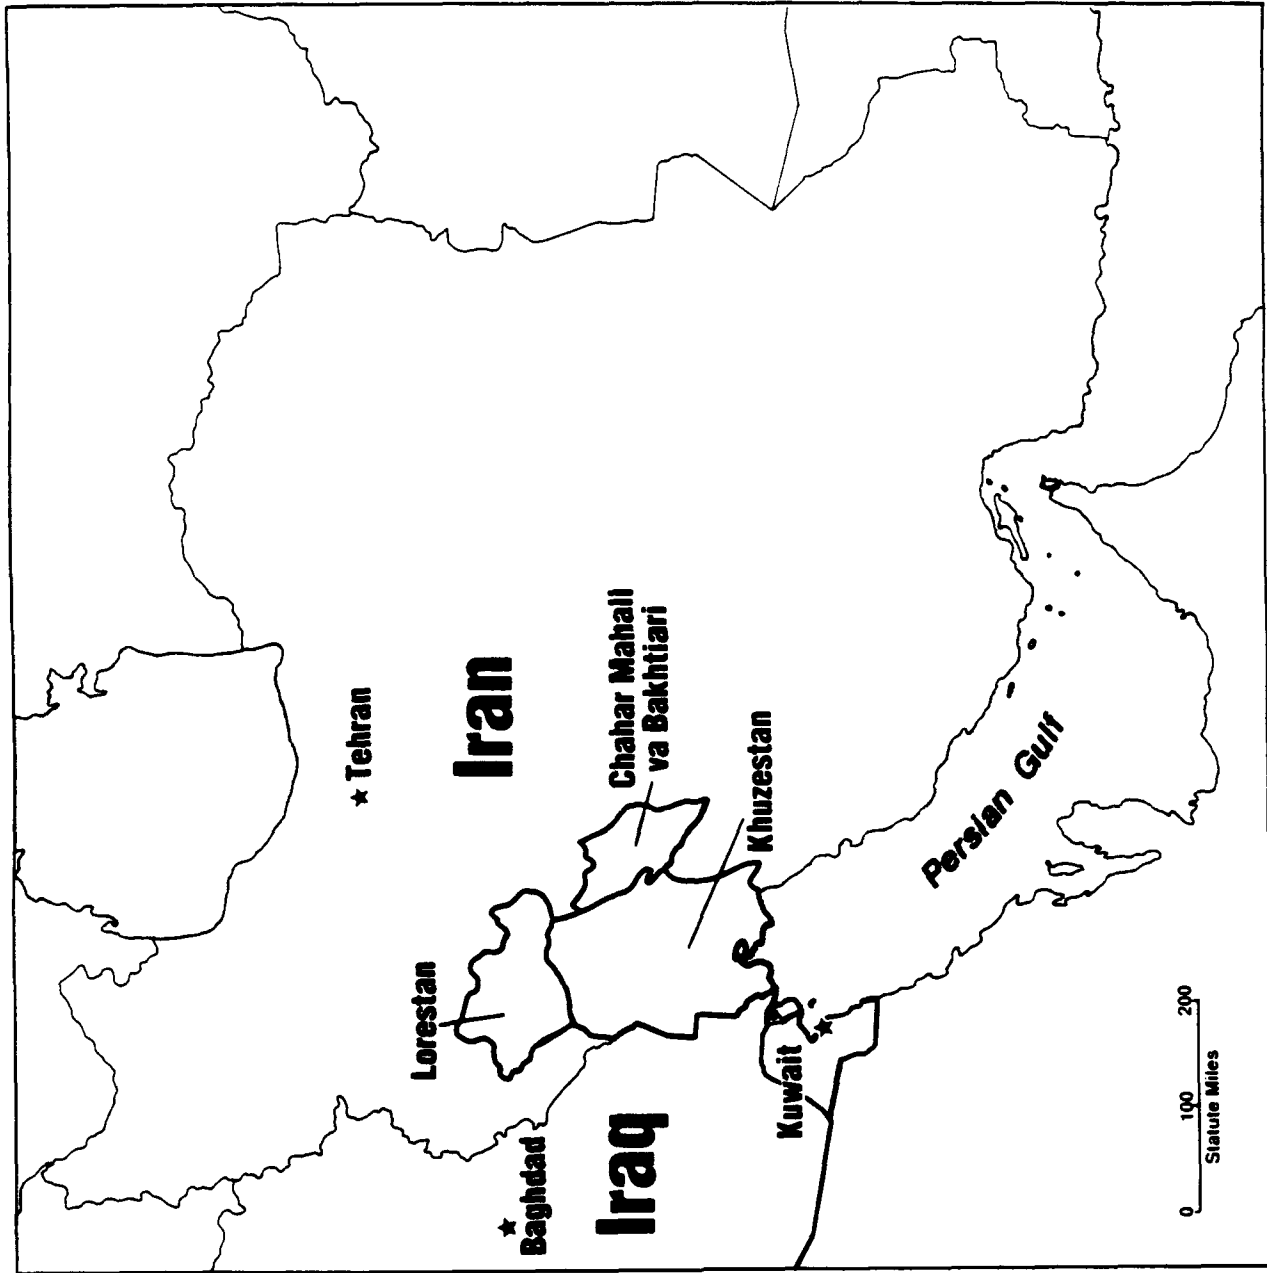 ★ Tehran
Iran
Lorestan
★
Baghdad
Iraq
Chahar Mahall
va Bakhtiari
Khuzestan
Kuwait
★
Persian Gulf
0 100 200
Statute Miles